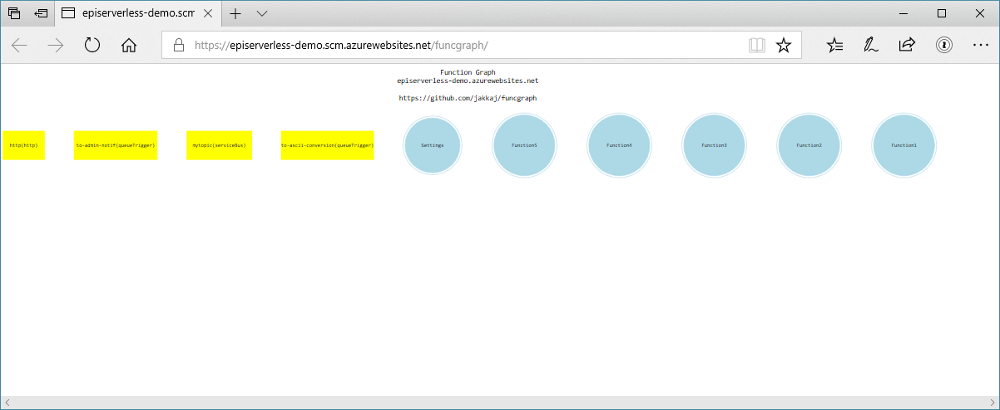 episerverless-demo.scm
https://episerverless-demo.scm.azurewebsites.net/funcgraph/
Function Graph
episerverless-demo.azurewebsites.net
https://github.com/jakkaj/funcgraph
http(http)
to-admin-notif(queueTrigger)
mytopic(serviceBus)
to-ascii-conversion(queueTrigger)
Settings
Function5
Function4
Function3
Function2
Function1